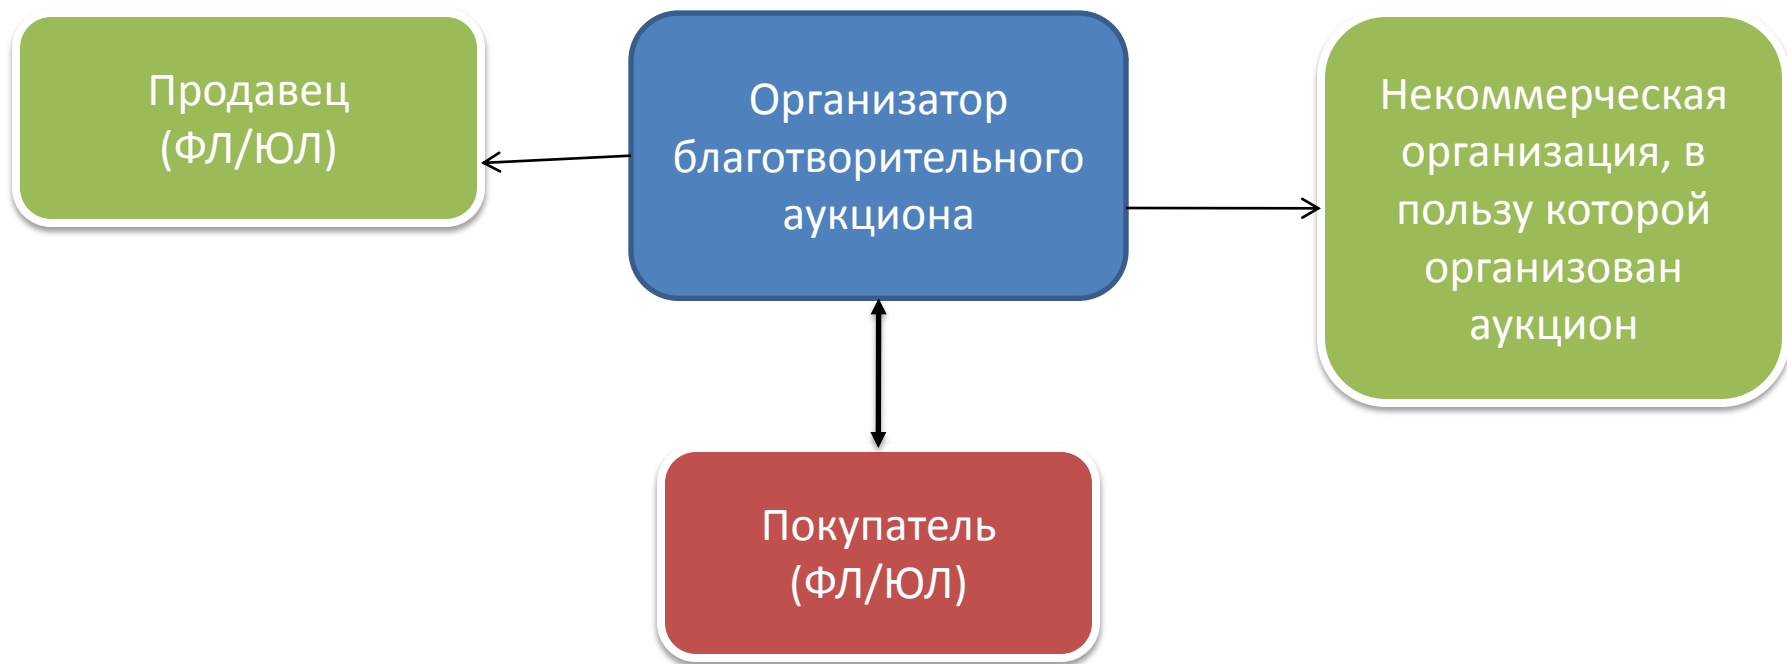 Продавец
(ФЛ/ЮЛ)
Организатор
благотворительного
аукциона
Некоммерческая
организация, в
пользу которой
организован
аукцион
Покупатель
(ФЛ/ЮЛ)